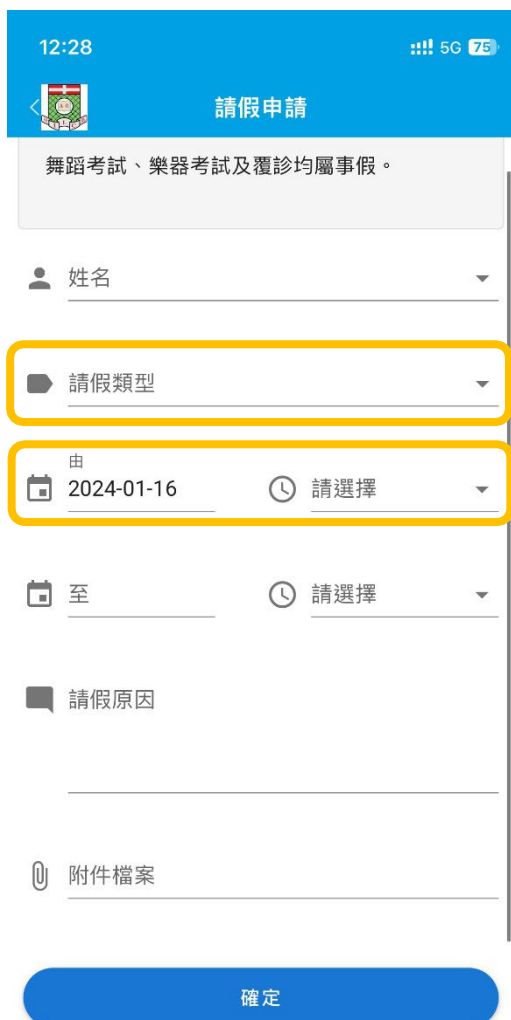 12:28 5G 75
請假申請
舞蹈考試、樂器考試及覆診均屬事假。
姓名
請假類型
由
2024-01-16 請選擇
至 請選擇
請假原因
附件檔案
確定